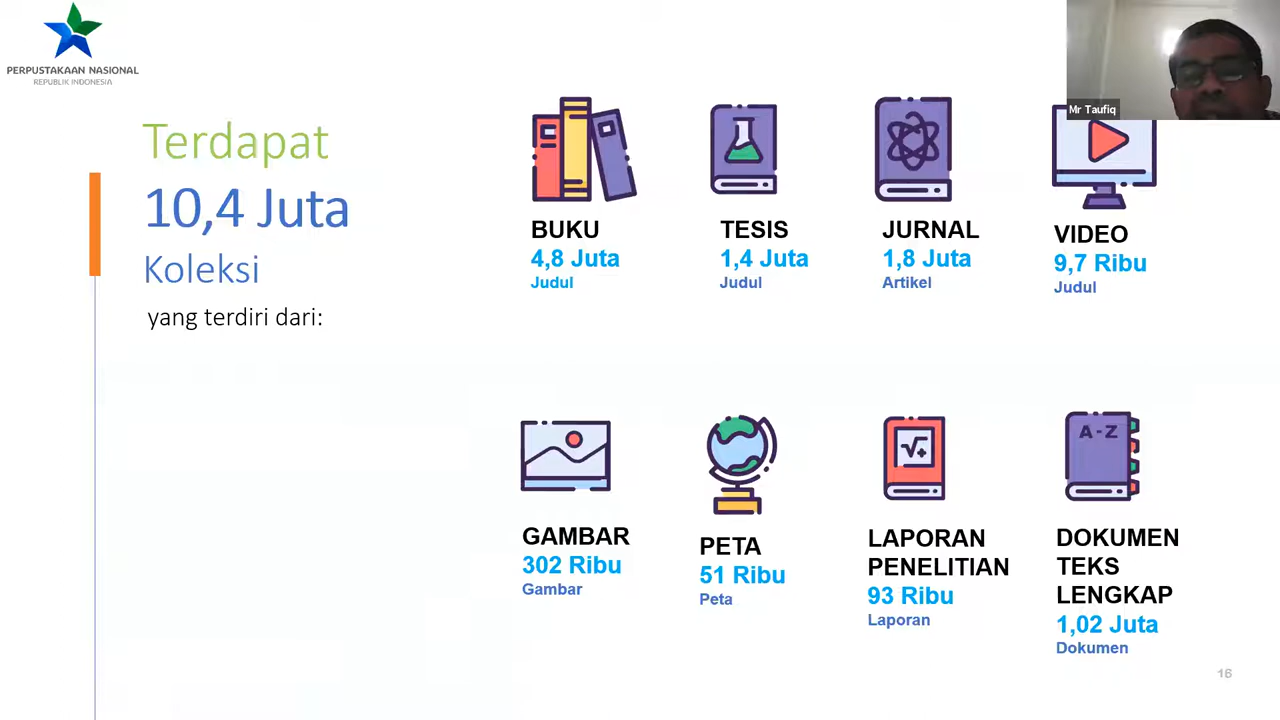 PERPUSTAKAAN NASIONAL
REPUBLIK INDONESIA
Mr Taufiq
Terdapat
10,4 Juta
Koleksi
yang terdiri dari:
BUKU
4,8 Juta
Judul
TESIS
1,4 Juta
Judul
JURNAL
1,8 Juta
Artikel
VIDEO
9,7 Ribu
Judul
GAMBAR
302 Ribu
Gambar
PETA
51 Ribu
Peta
LAPORAN
PENELITIAN
93 Ribu
Laporan
A-Z
DOKUMEN
TEKS
LENGKAP
1,02 Juta
Dokumen
16